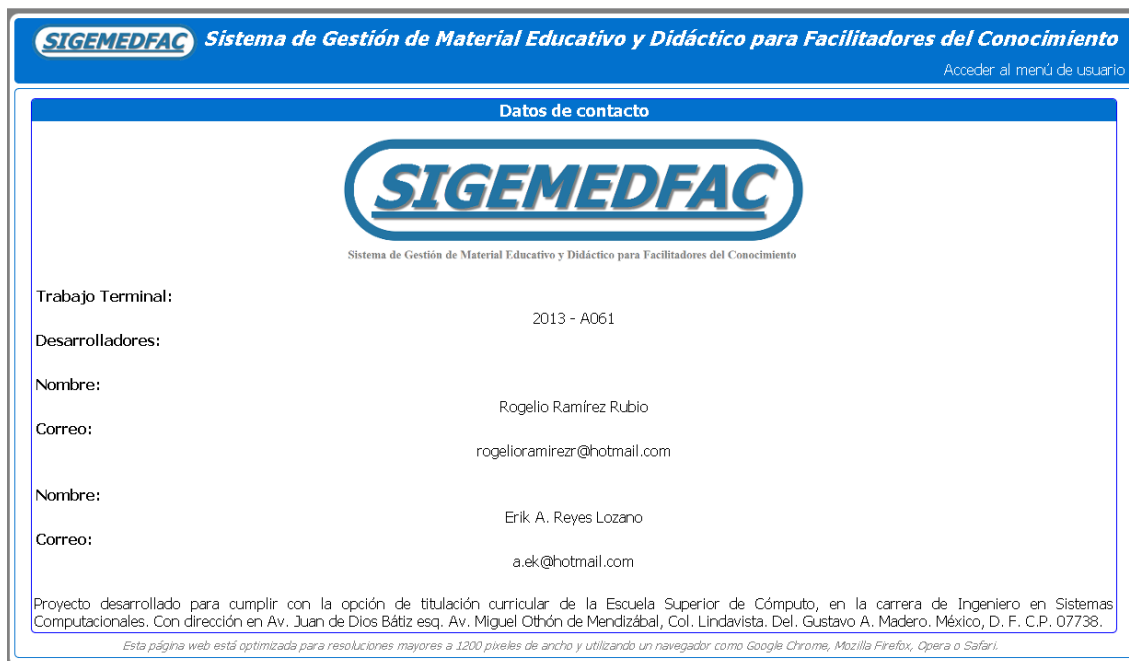 SIGEMEDFAC Sistema de Gestión de Material Educativo y Didáctico para Facilitadores del Conocimiento
Acceder al menú de usuario
Datos de contacto
SIGEMEDFAC
Sistema de Gestión de Material Educativo y Didáctico para Facilitadores del Conocimiento
Trabajo Terminal:
2013 - A061
Desarrolladores:
Nombre:
Rogelio Ramírez Rubio
Correo:
rogelioramirezr@hotmail.com
Nombre:
Erik A. Reyes Lozano
Correo:
a.ek@hotmail.com
Proyecto desarrollado para cumplir con la opción de titulación curricular de la Escuela Superior de Cómputo, en la carrera de Ingeniero en Sistemas
Computacionales. Con dirección en Av. Juan de Dios Bátiz esq. Av. Miguel Othón de Mendizábal, Col. Lindavista. Del. Gustavo A. Madero. México, D. F. C.P. 07738.
Esta página web está optimizada para resoluciones mayores a 1200 pixeles de ancho y utilizando un navegador como Google Chrome, Mozilla Firefox, Opera o Safari.